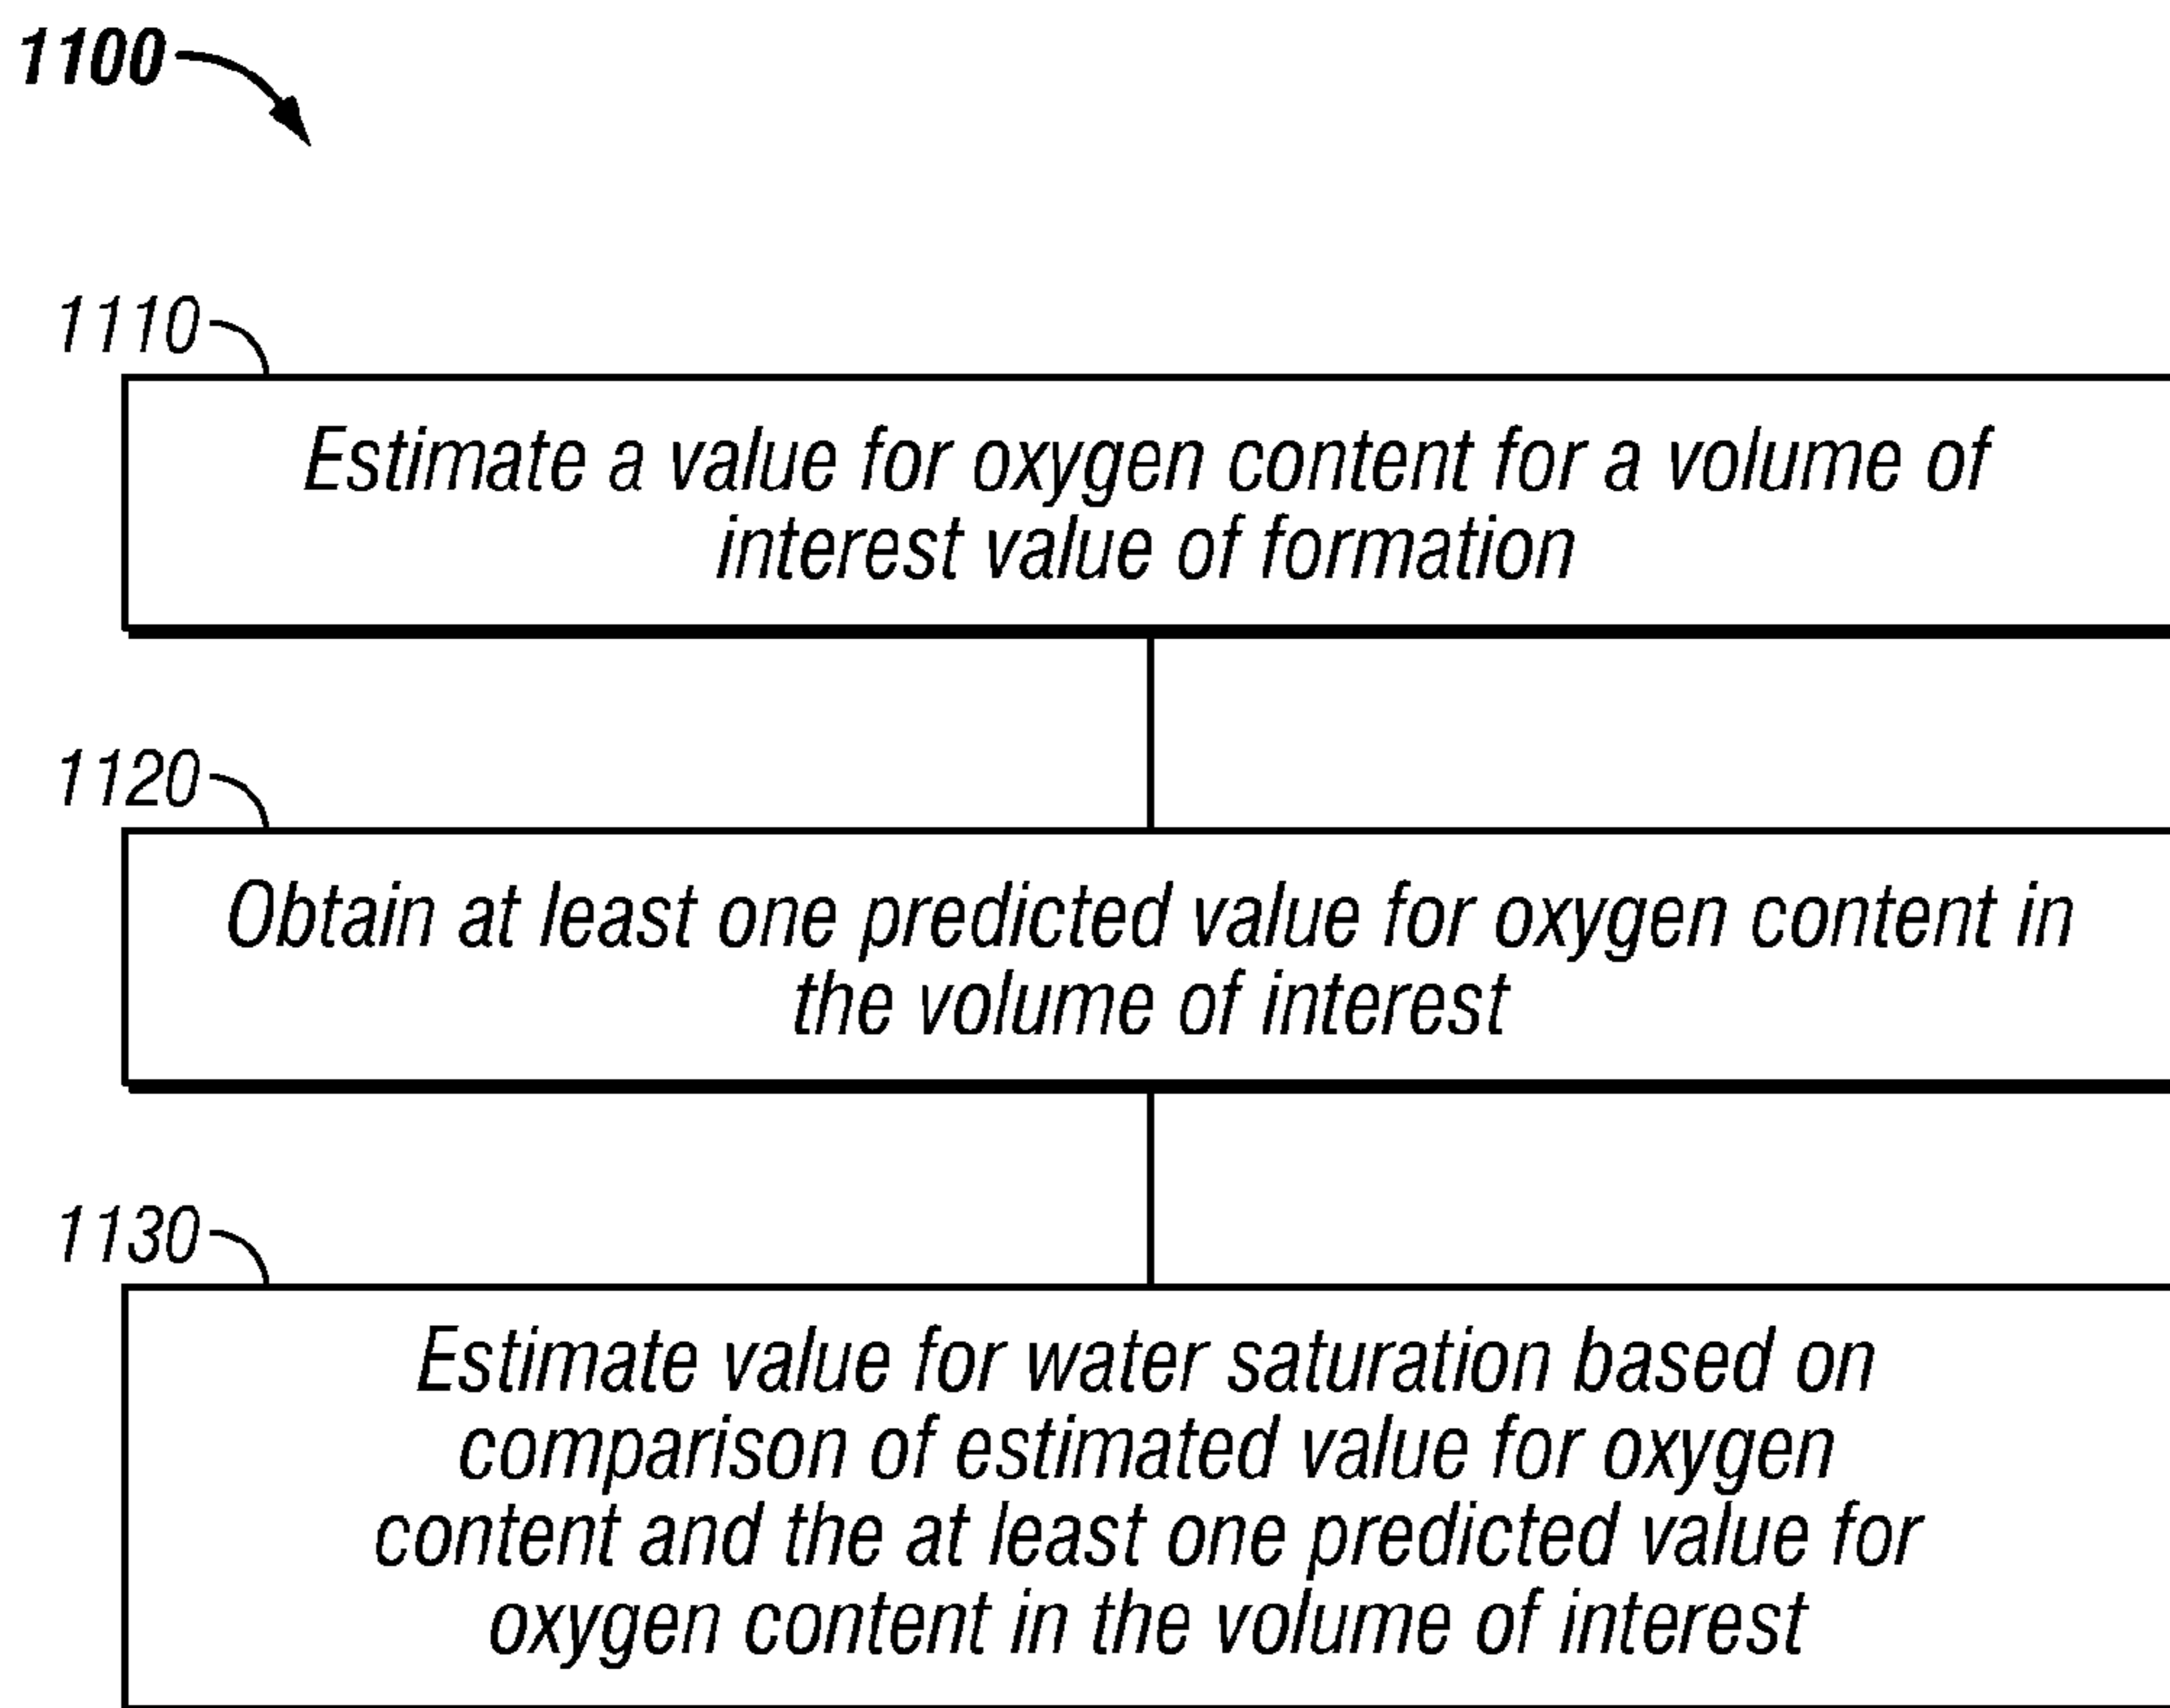 1100
1110
Estimate a value for oxygen content for a volume of
interest value of formation
1120
Obtain at least one predicted value for oxygen content in
the volume of interest
1130
Estimate value for water saturation based on
comparison of estimated value for oxygen
content and the at least one predicted value for
oxygen content in the volume of interest